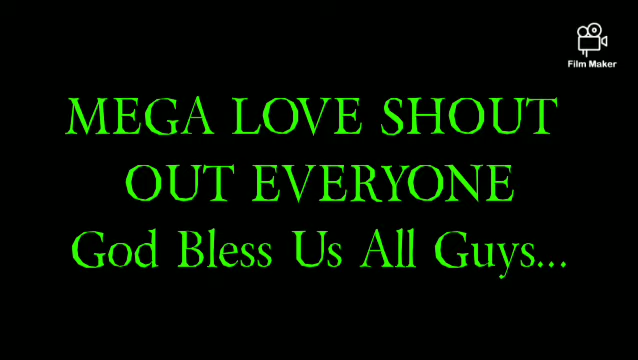 Film Maker
MEGA LOVE SHOUT
OUT EVERYONE
God Bless Us All Guys...